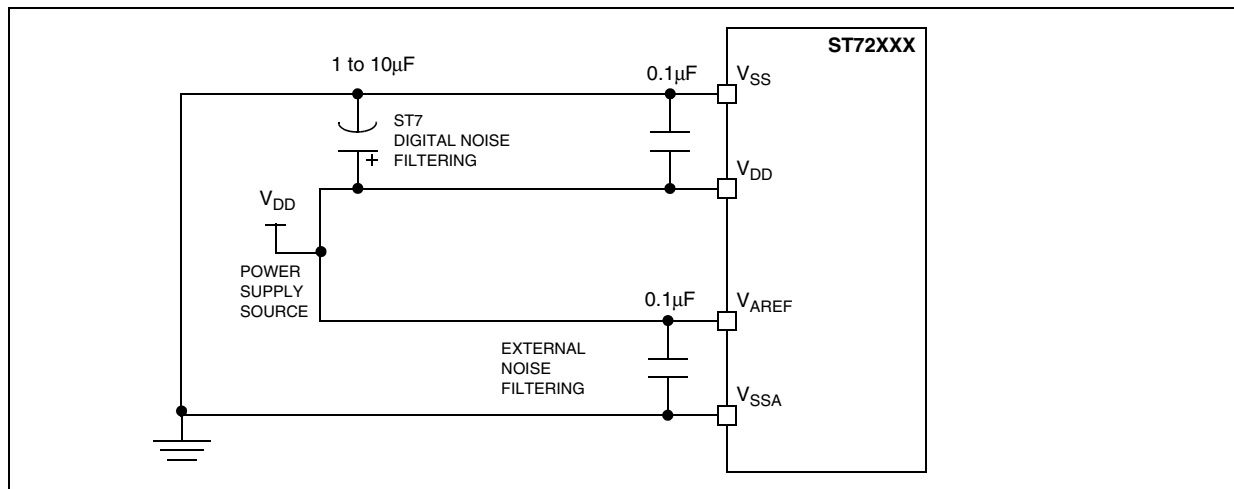 ST72XXX
1 to 10μF
0.1μF
VSS
ST7
DIGITAL NOISE
FILTERING
+
VDD
VDD
POWER
SUPPLY
SOURCE
0.1μF
VAREF
EXTERNAL
NOISE
FILTERING
VSSA